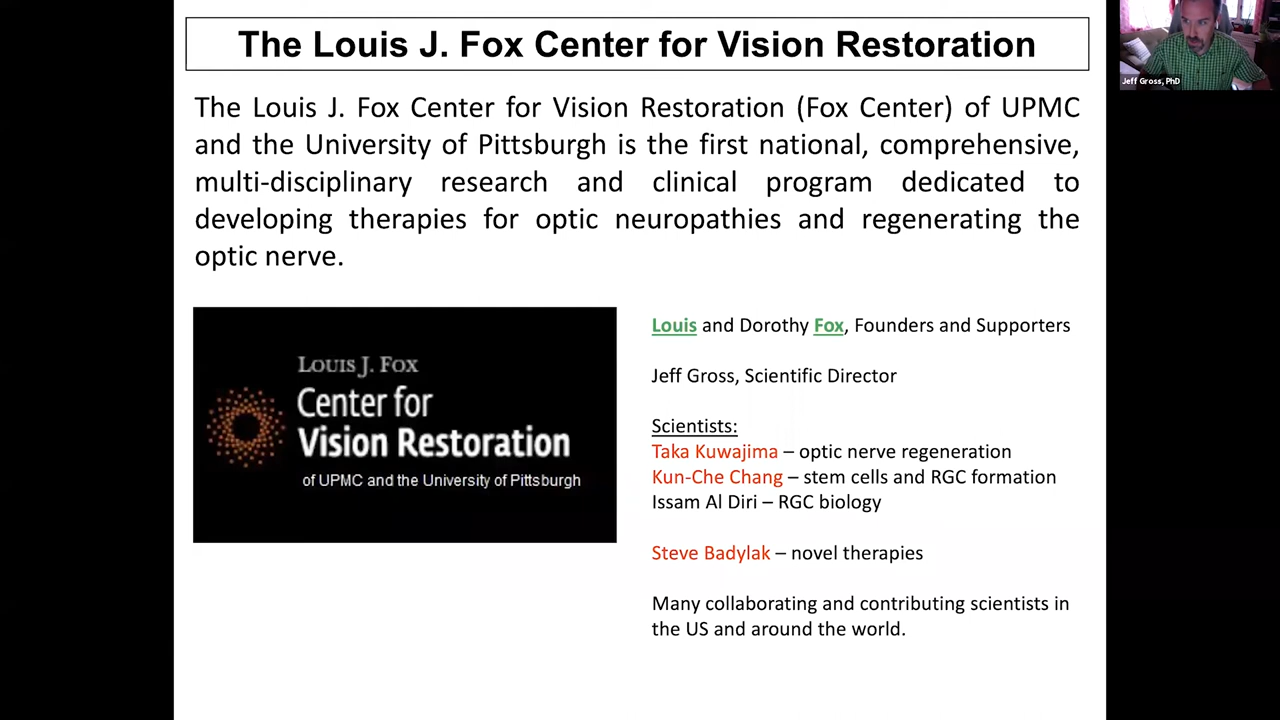 The Louis J. Fox Center for Vision Restoration
Jeff Gross, PhD
The Louis J. Fox Center for Vision Restoration (Fox Center) of UPMC
and the University of Pittsburgh is the first national, comprehensive,
multi-disciplinary research and clinical program dedicated to
developing therapies for optic neuropathies and regenerating the
optic nerve.
Louis J. Fox
Center for
Vision Restoration
of UPMC and the University of Pittsburgh
Louis and Dorothy Fox, Founders and Supporters
Jeff Gross, Scientific Director
Scientists:
Taka Kuwajima – optic nerve regeneration
Kun-Che Chang – stem cells and RGC formation
Issam Al Diri – RGC biology
Steve Badylak – novel therapies
Many collaborating and contributing scientists in
the US and around the world.